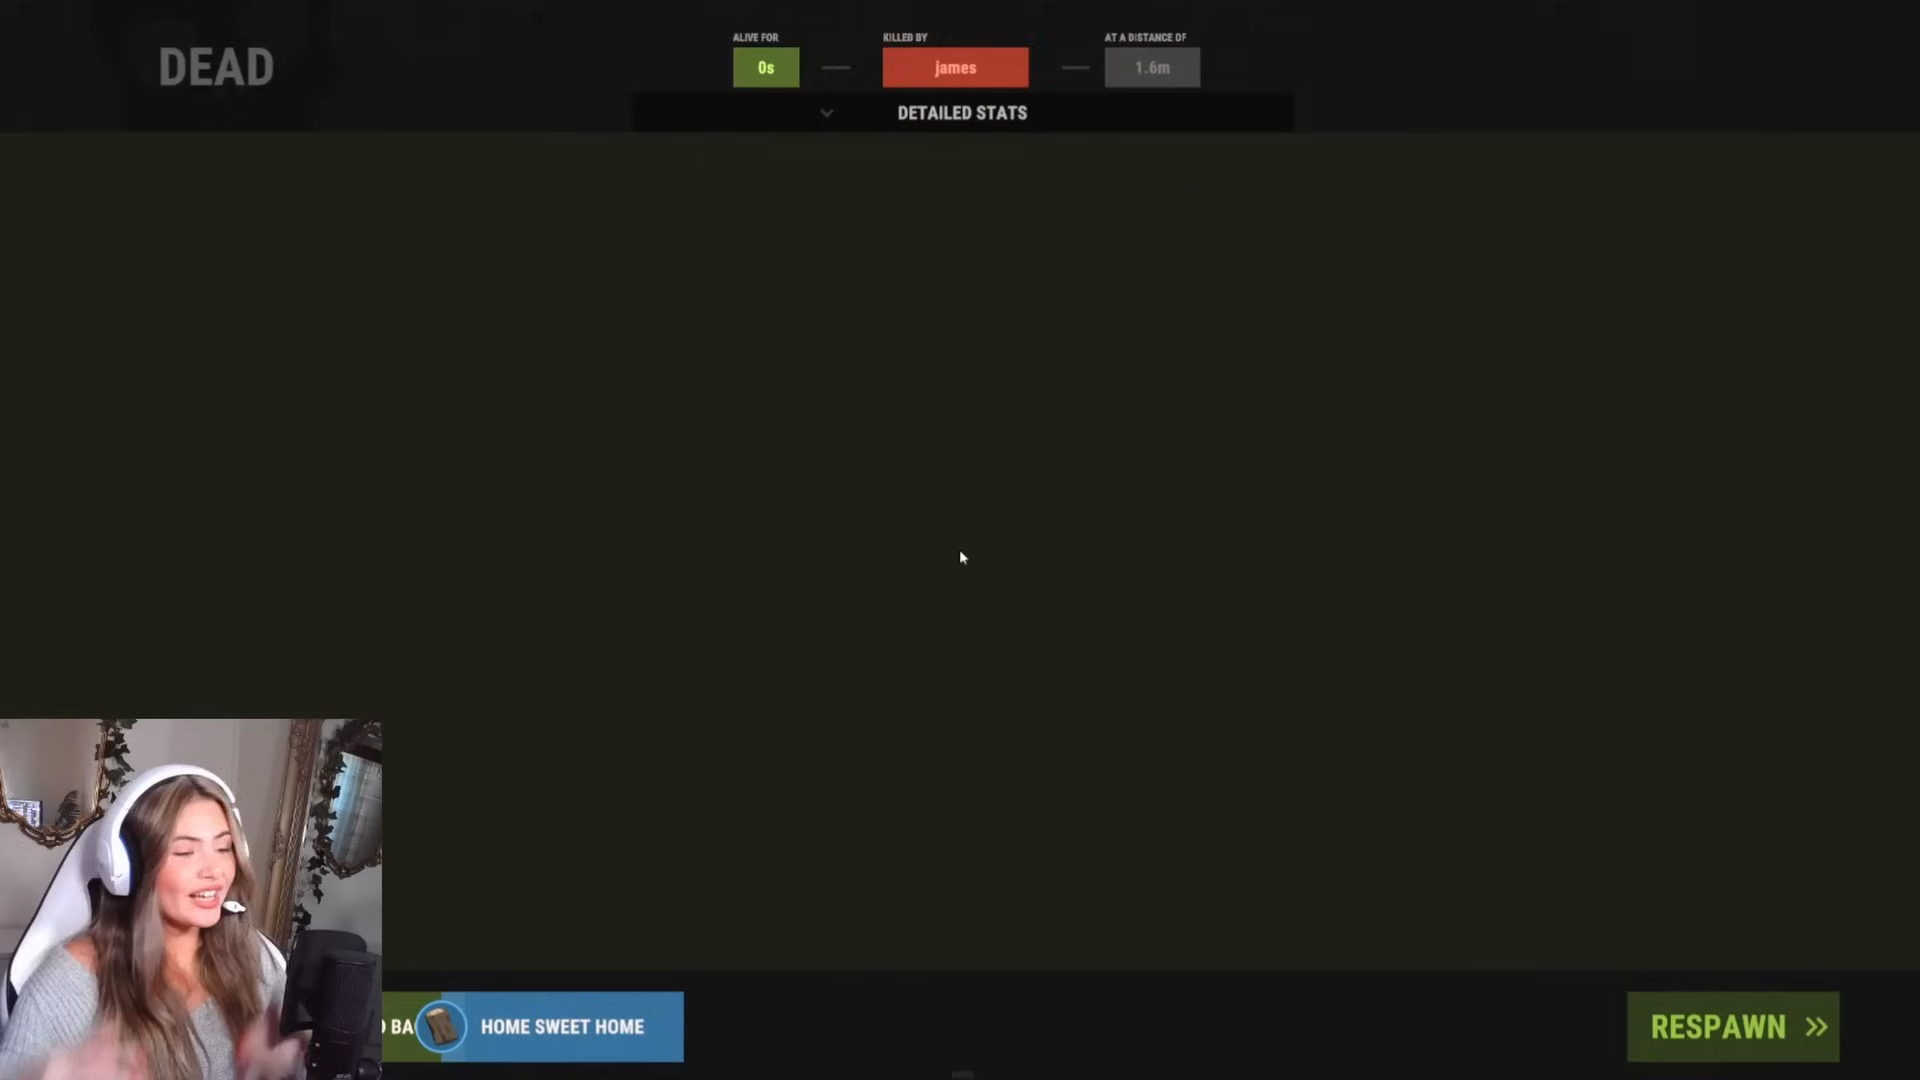 DEAD
ALIVE FOR
0s
KILLED BY
james
AT A DISTANCE OF
1.6m
DETAILED STATS
D BA
HOME SWEET HOME
RESPAWN